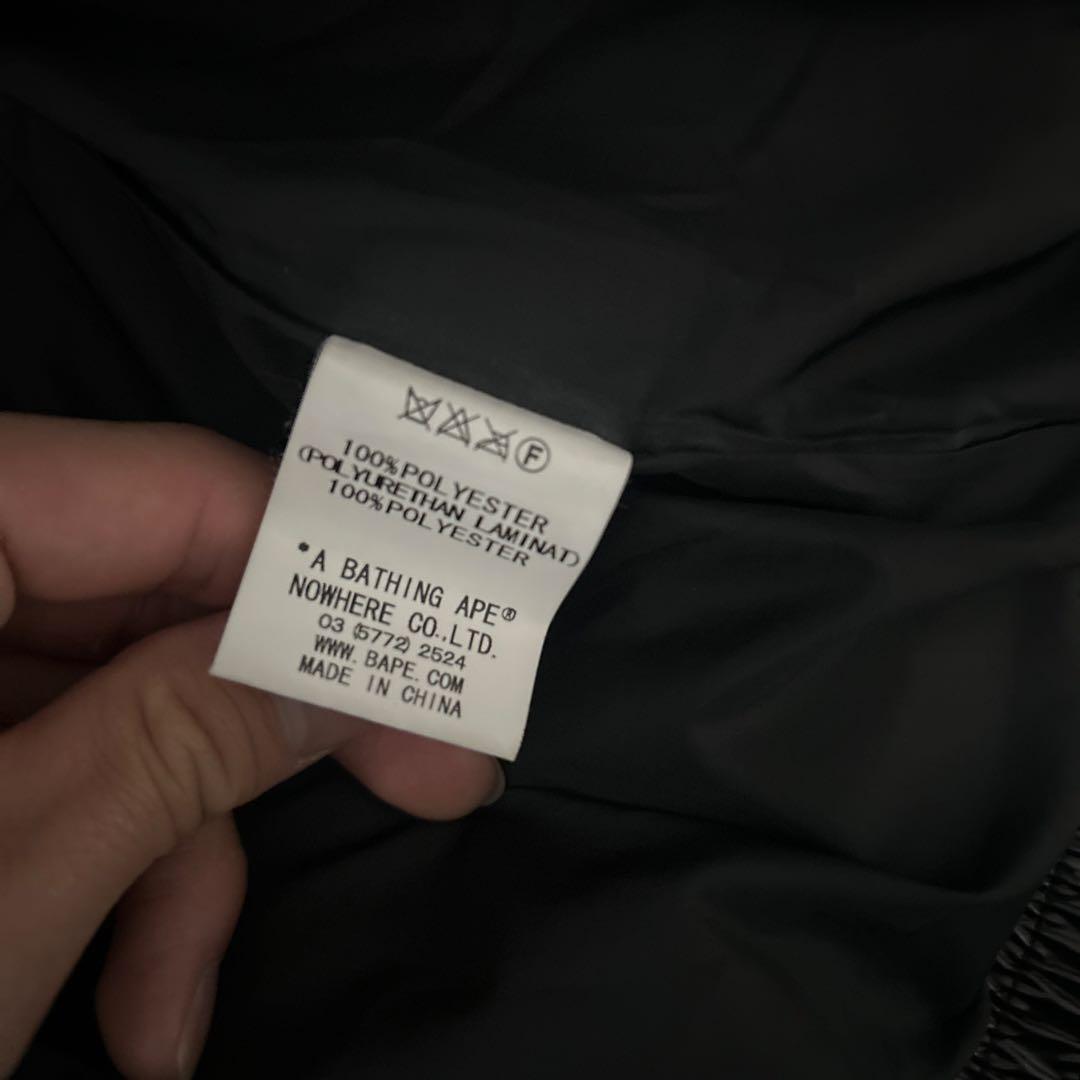 F
100%POLYESTER
(POLYURETHAN LAMINAT)
100%POLYESTER
*A BATHING APE®
NOWHERE CO.,LTD.
03 (5772) 2524
WWW.BAPE.COM
MADE IN CHINA